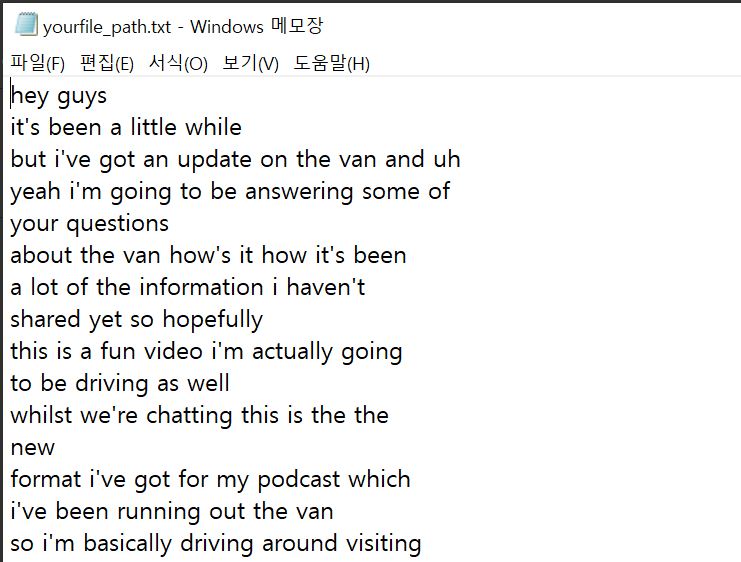 yourfile_path.txt - Windows 메모장
파일(F) 편집(E) 서식(O) 보기(V) 도움말(H)
hey guys
it's been a little while
but i've got an update on the van and uh
yeah i'm going to be answering some of
your questions
about the van how's it how it's been
a lot of the information i haven't
shared yet so hopefully
this is a fun video i'm actually going
to be driving as well
whilst we're chatting this is the the
new
format i've got for my podcast which
i've been running out the van
so i'm basically driving around visiting